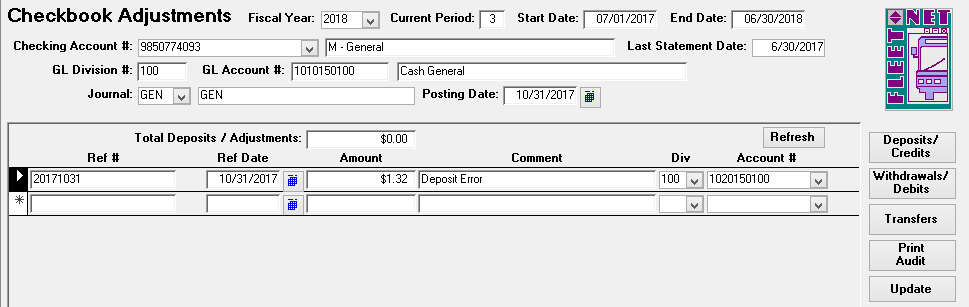 Checkbook Adjustments Fiscal Year: 2018 Current Period: 3 Start Date: 07/01/2017 End Date: 06/30/2018
Checking Account #: 9850774093 M - General Last Statement Date: 6/30/2017
GL Division #: 100 GL Account #: 1010150100 Cash General
Journal: GEN GEN Posting Date: 10/31/2017
FLEET NET
Total Deposits / Adjustments: $0.00 Refresh
Ref # Ref Date Amount Comment Div Account #
20171031 10/31/2017 $1.32 Deposit Error 100 1020150100
*
Deposits/
Credits
Withdrawals/
Debits
Transfers
Print
Audit
Update